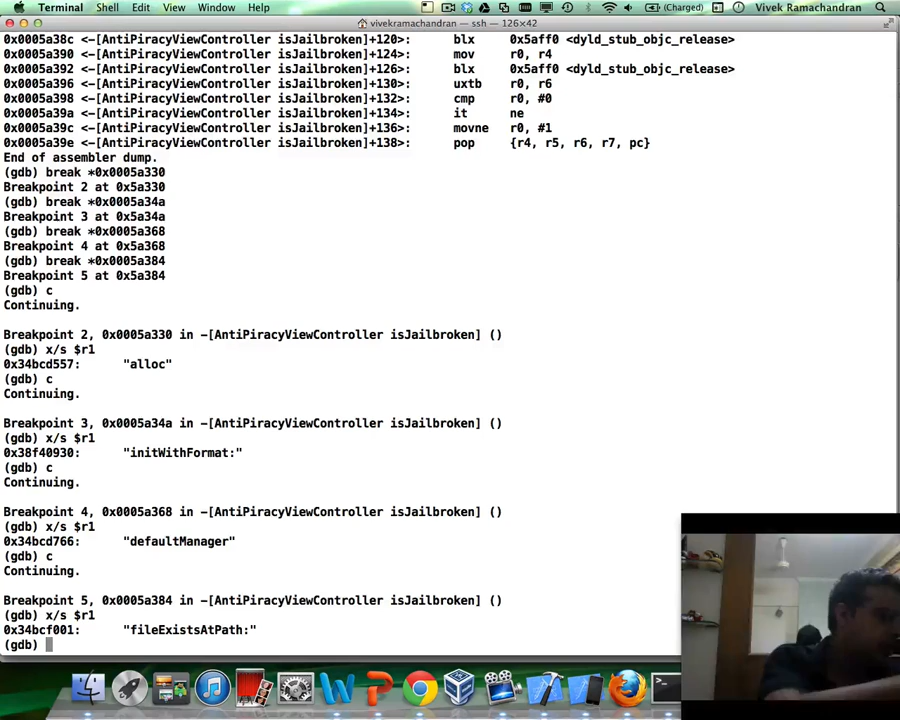 Terminal Shell Edit View Window Help (Charged) Vivek Ramachandran
vivekramachandran — ssh — 126×42
0x0005a38c <-[AntiPiracyViewController isJailbroken]+120>: blx 0x5aff0 <dyld_stub_objc_release>
0x0005a390 <-[AntiPiracyViewController isJailbroken]+124>: mov r0, r4
0x0005a392 <-[AntiPiracyViewController isJailbroken]+126>: blx 0x5aff0 <dyld_stub_objc_release>
0x0005a396 <-[AntiPiracyViewController isJailbroken]+130>: uxtb r0, r6
0x0005a398 <-[AntiPiracyViewController isJailbroken]+132>: cmp r0, #0
0x0005a39a <-[AntiPiracyViewController isJailbroken]+134>: it ne
0x0005a39c <-[AntiPiracyViewController isJailbroken]+136>: movne r0, #1
0x0005a39e <-[AntiPiracyViewController isJailbroken]+138>: pop {r4, r5, r6, r7, pc}
End of assembler dump.
(gdb) break *0x0005a330
Breakpoint 2 at 0x5a330
(gdb) break *0x0005a34a
Breakpoint 3 at 0x5a34a
(gdb) break *0x0005a368
Breakpoint 4 at 0x5a368
(gdb) break *0x0005a384
Breakpoint 5 at 0x5a384
(gdb) c
Continuing.
Breakpoint 2, 0x0005a330 in -[AntiPiracyViewController isJailbroken] ()
(gdb) x/s $r1
0x34bcd557: "alloc"
(gdb) c
Continuing.
Breakpoint 3, 0x0005a34a in -[AntiPiracyViewController isJailbroken] ()
(gdb) x/s $r1
0x38f40930: "initWithFormat:"
(gdb) c
Continuing.
Breakpoint 4, 0x0005a368 in -[AntiPiracyViewController isJailbroken] ()
(gdb) x/s $r1
0x34bcd766: "defaultManager"
(gdb) c
Continuing.
Breakpoint 5, 0x0005a384 in -[AntiPiracyViewController isJailbroken] ()
(gdb) x/s $r1
0x34bcf001: "fileExistsAtPath:"
(gdb)